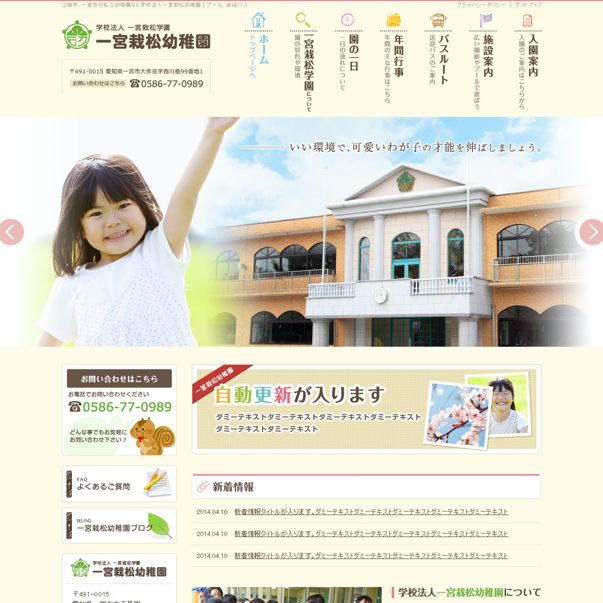 江南市、一宮市の私立幼稚園なら学校法人一宮栽松幼稚園 | プール、送迎バス
プライバシーポリシー | サイトマップ
学校法人 一宮栽松学園
一宮栽松幼稚園
〒491-0015 愛知県一宮市大赤見字西川垂99番地1
お問い合わせはこちら
0586-77-0989
ホーム
トップページへ
一宮栽松学園について
園の特色や環境
園の一日
一日の流れについて
年間行事
年間の主な行事はこちら
バスルート
送迎バスのご案内
施設案内
広い園庭やプールで遊ぼう
入園案内
入園のご案内はこちらから
いい環境で、可愛いわが子の才能を伸ばしましょう。
お問い合わせはこちら
お電話でお問い合わせください
0586-77-0989
どんな事でもお気軽に
お問い合わせ下さい♪
FAQ
よくあるご質問
BLOG
一宮栽松幼稚園ブログ
学校法人 一宮栽松学園
一宮栽松幼稚園
〒491-0015
一宮栽松幼稚園
自動更新が入ります
ダミーテキストダミーテキストダミーテキストダミーテキスト
ダミーテキストダミーテキスト
新着情報
2014.04.10 新着情報タイトルが入ります。ダミーテキストダミーテキストダミーテキストダミーテキスト
2014.04.10 新着情報タイトルが入ります。ダミーテキストダミーテキストダミーテキストダミーテキスト
2014.04.10 新着情報タイトルが入ります。ダミーテキストダミーテキストダミーテキストダミーテキスト
学校法人一宮栽松幼稚園について